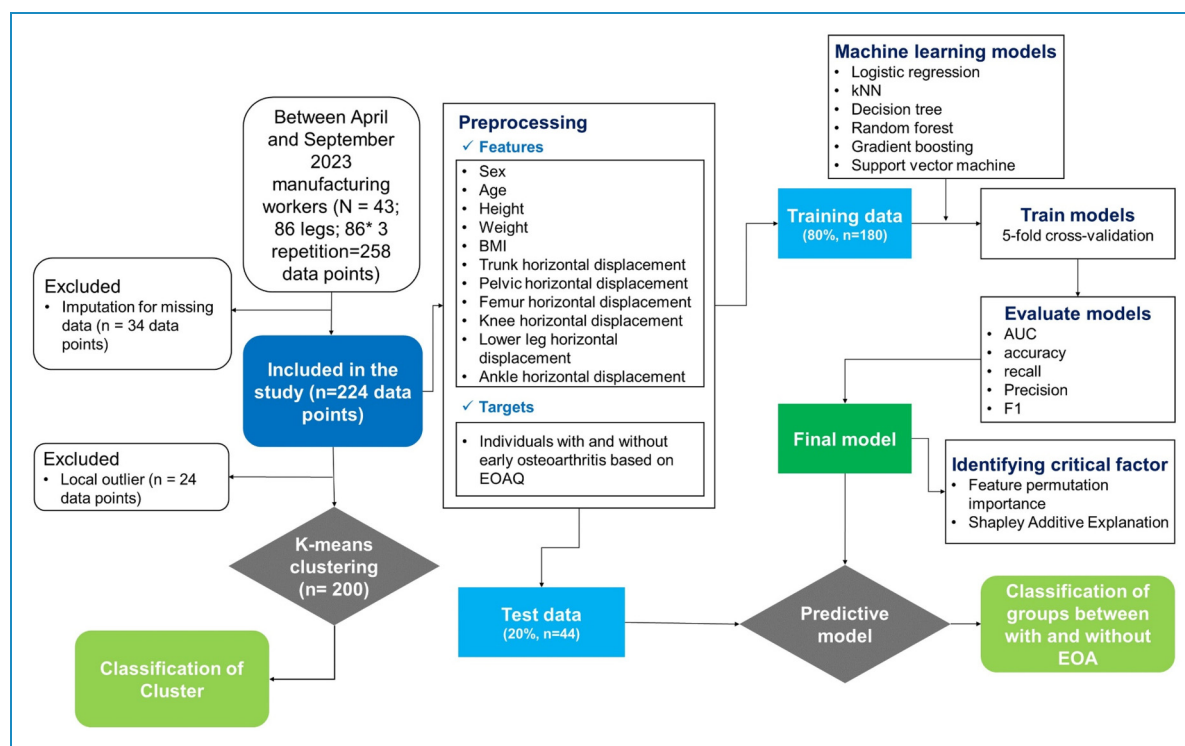 Between April
and September
2023
manufacturing
workers (N = 43;
86 legs; 86* 3
repetition=258
data points)
Excluded
• Imputation for missing
data (n = 34 data
points)
Included in the
study (n=224 data
points)
Excluded
• Local outlier (n = 24
data points)
K-means
clustering
(n= 200)
Classification of
Cluster
Preprocessing
✓ Features
• Sex
• Age
• Height
• Weight
• BMI
• Trunk horizontal displacement
• Pelvic horizontal displacement
• Femur horizontal displacement
• Knee horizontal displacement
• Lower leg horizontal
displacement
• Ankle horizontal displacement
✓ Targets
• Individuals with and without
early osteoarthritis based on
EOAQ
Test data
(20%, n=44)
Machine learning models
• Logistic regression
• kNN
• Decision tree
• Random forest
• Gradient boosting
• Support vector machine
Training data
(80%, n=180)
Train models
5-fold cross-validation
Evaluate models
• AUC
• accuracy
• recall
• Precision
• F1
Final model
Identifying critical factor
• Feature permutation
importance
• Shapley Additive Explanation
Predictive
model
Classification of
groups between
with and without
EOA